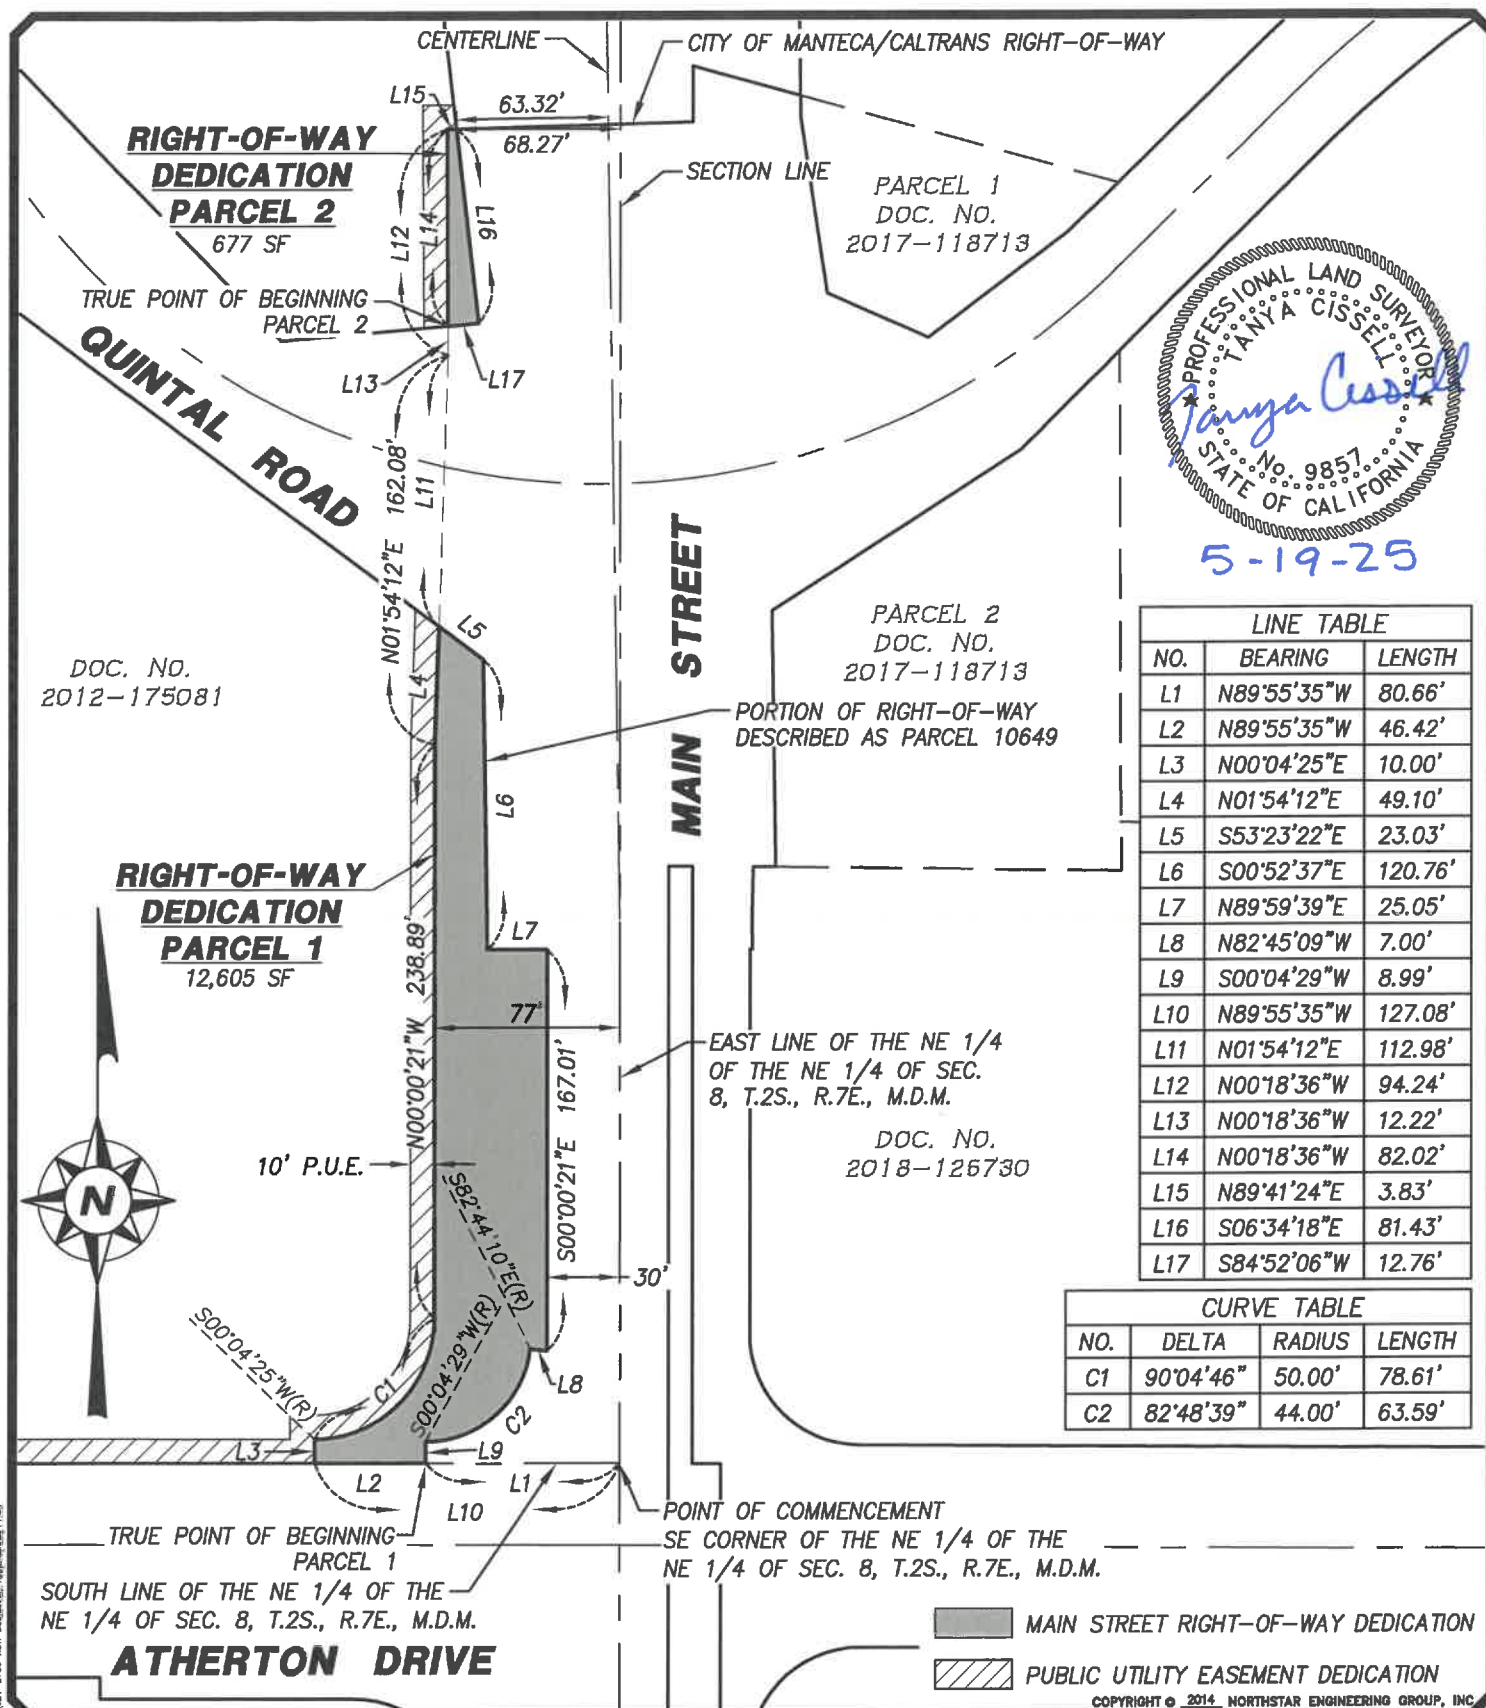 CENTERLINE
CITY OF MANTECA/CALTRANS RIGHT-OF-WAY
L15
63.32'
68.27'
RIGHT-OF-WAY
DEDICATION
PARCEL 2
677 SF
SECTION LINE
PARCEL 1
DOC. NO.
2017-118713
L12
L14
L16
TRUE POINT OF BEGINNING
PARCEL 2
L13
L17
QUINTAL ROAD
N01°54'12"E 162.08'
L11
PROFESSIONAL LAND SURVEYOR
TANYA CISSELL
Tanya Cissell
No. 9857
STATE OF CALIFORNIA
5-19-25
MAIN STREET
L5
L4
DOC. NO.
2012-175081
PARCEL 2
DOC. NO.
2017-118713
PORTION OF RIGHT-OF-WAY
DESCRIBED AS PARCEL 10649
L6
RIGHT-OF-WAY
DEDICATION
PARCEL 1
12,605 SF
L7
N00°00'21"W 238.89'
77'
EAST LINE OF THE NE 1/4
OF THE NE 1/4 OF SEC.
8, T.2S., R.7E., M.D.M.
S00°00'21"E 167.01'
DOC. NO.
2018-126730
10' P.U.E.
N
S82°44'10"E(R)
30'
S00°04'29"W(R)
S00°04'25"W(R)
C1
L8
C2
L3
L9
L2
L1
L10
POINT OF COMMENCEMENT
SE CORNER OF THE NE 1/4 OF THE
NE 1/4 OF SEC. 8, T.2S., R.7E., M.D.M.
TRUE POINT OF BEGINNING
PARCEL 1
SOUTH LINE OF THE NE 1/4 OF THE
NE 1/4 OF SEC. 8, T.2S., R.7E., M.D.M.
ATHERTON DRIVE
LINE TABLE
NO. BEARING LENGTH
L1 N89°55'35"W 80.66'
L2 N89°55'35"W 46.42'
L3 N00°04'25"E 10.00'
L4 N01°54'12"E 49.10'
L5 S53°23'22"E 23.03'
L6 S00°52'37"E 120.76'
L7 N89°59'39"E 25.05'
L8 N82°45'09"W 7.00'
L9 S00°04'29"W 8.99'
L10 N89°55'35"W 127.08'
L11 N01°54'12"E 112.98'
L12 N00°18'36"W 94.24'
L13 N00°18'36"W 12.22'
L14 N00°18'36"W 82.02'
L15 N89°41'24"E 3.83'
L16 S06°34'18"E 81.43'
L17 S84°52'06"W 12.76'
CURVE TABLE
NO. DELTA RADIUS LENGTH
C1 90°04'46" 50.00' 78.61'
C2 82°48'39" 44.00' 63.59'
MAIN STREET RIGHT-OF-WAY DEDICATION
PUBLIC UTILITY EASEMENT DEDICATION
COPYRIGHT © 2014 NORTHSTAR ENGINEERING GROUP, INC